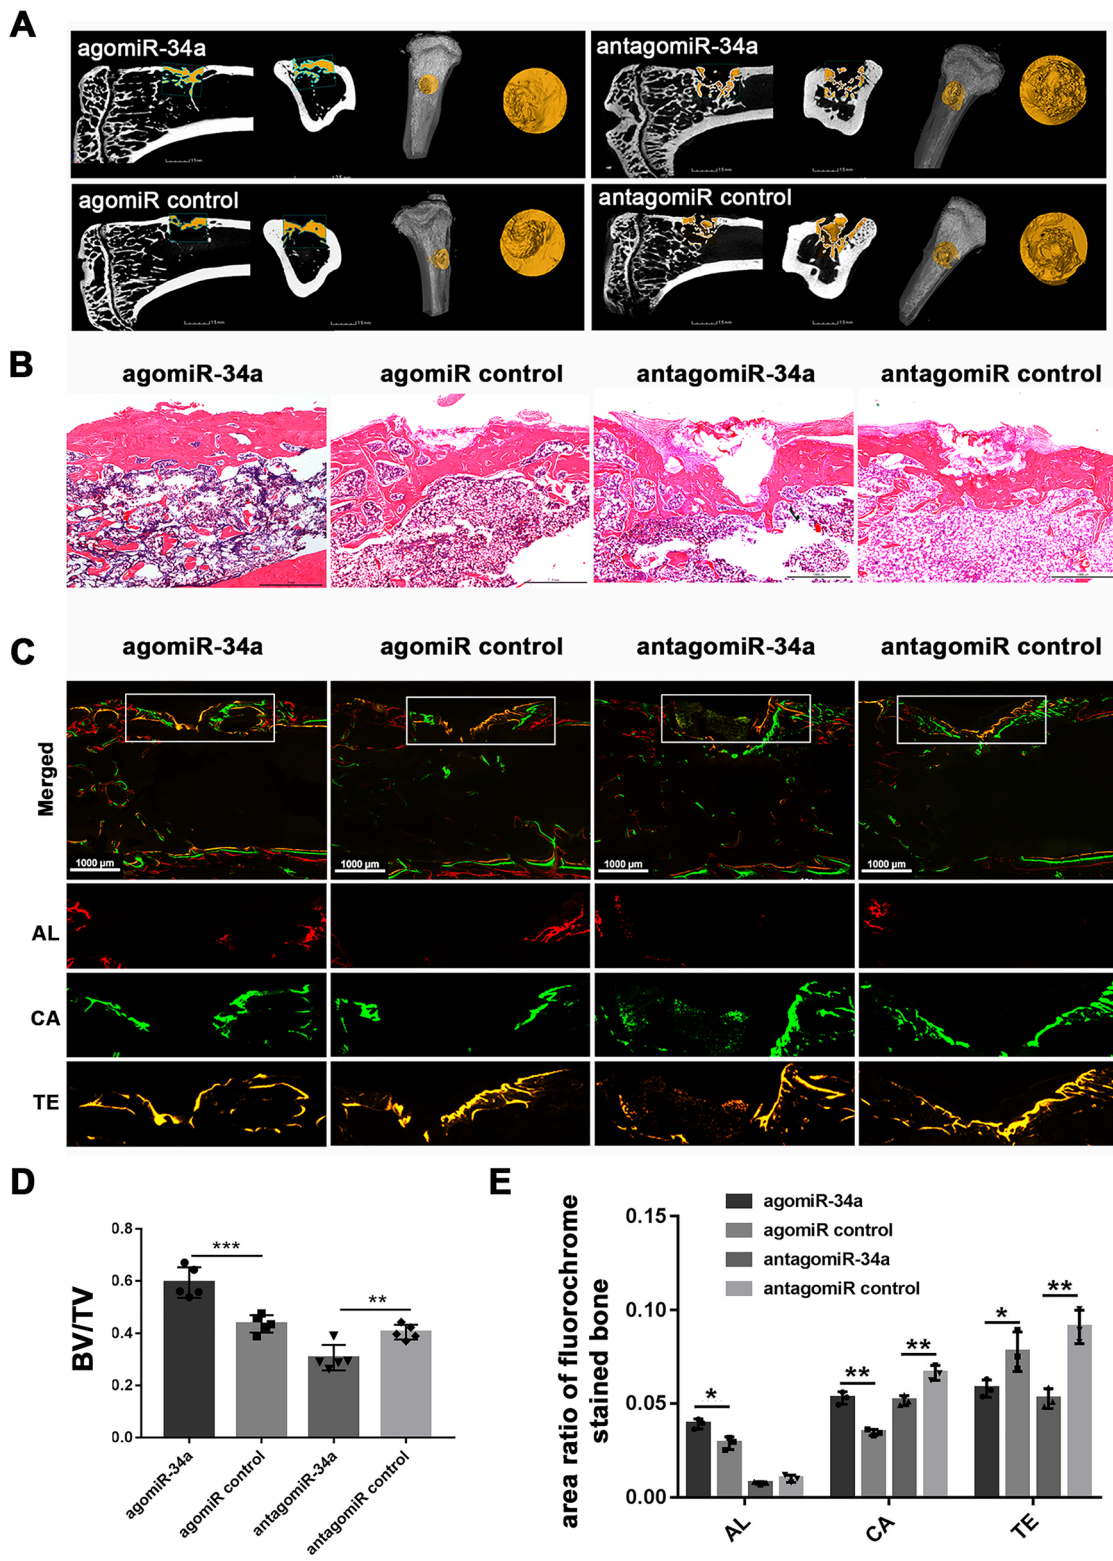 A
agomiR-34a
antagomiR-34a
agomiR control
antagomiR control
B
agomiR-34a agomiR control antagomiR-34a antagomiR control
C
agomiR-34a agomiR control antagomiR-34a antagomiR control
Merged
1000 µm 1000 µm 1000 µm 1000 µm
AL
CA
TE
D
BV/TV
0.8
0.6
0.4
0.2
0.0
***
**
agomiR-34a
agomiR control
antagomiR-34a
antagomiR control
E
area ratio of fluorochrome
stained bone
0.15
0.10
0.05
0.00
agomiR-34a
agomiR control
antagomiR-34a
antagomiR control
*
**
**
*
**
AL
CA
TE